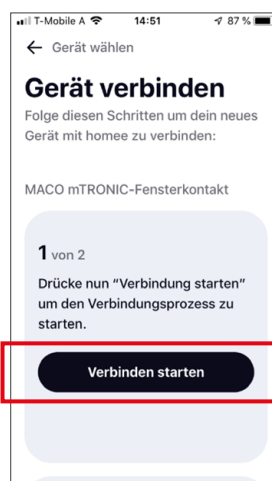 T-Mobile A 14:51 87 %
← Gerät wählen
Gerät verbinden
Folge diesen Schritten um dein neues
Gerät mit homee zu verbinden:
MACO mTRONIC-Fensterkontakt
1 von 2
Drücke nun “Verbindung starten”
um den Verbindungsprozess zu
starten.
Verbinden starten